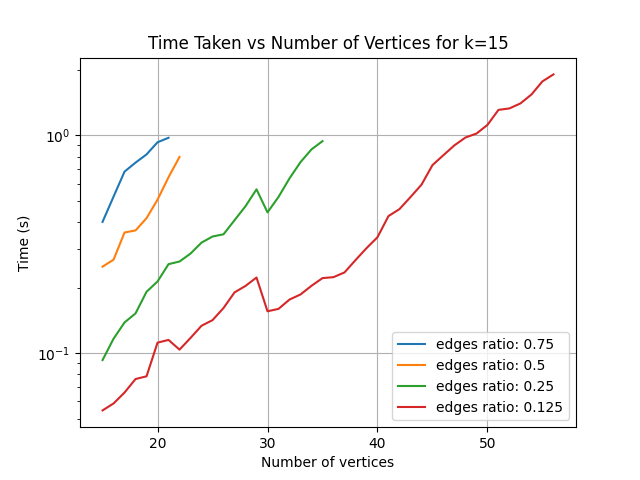 Time Taken vs Number of Vertices for k=15
Time (s)
10⁰
10⁻¹
20 30 40 50
Number of vertices
edges ratio: 0.75
edges ratio: 0.5
edges ratio: 0.25
edges ratio: 0.125